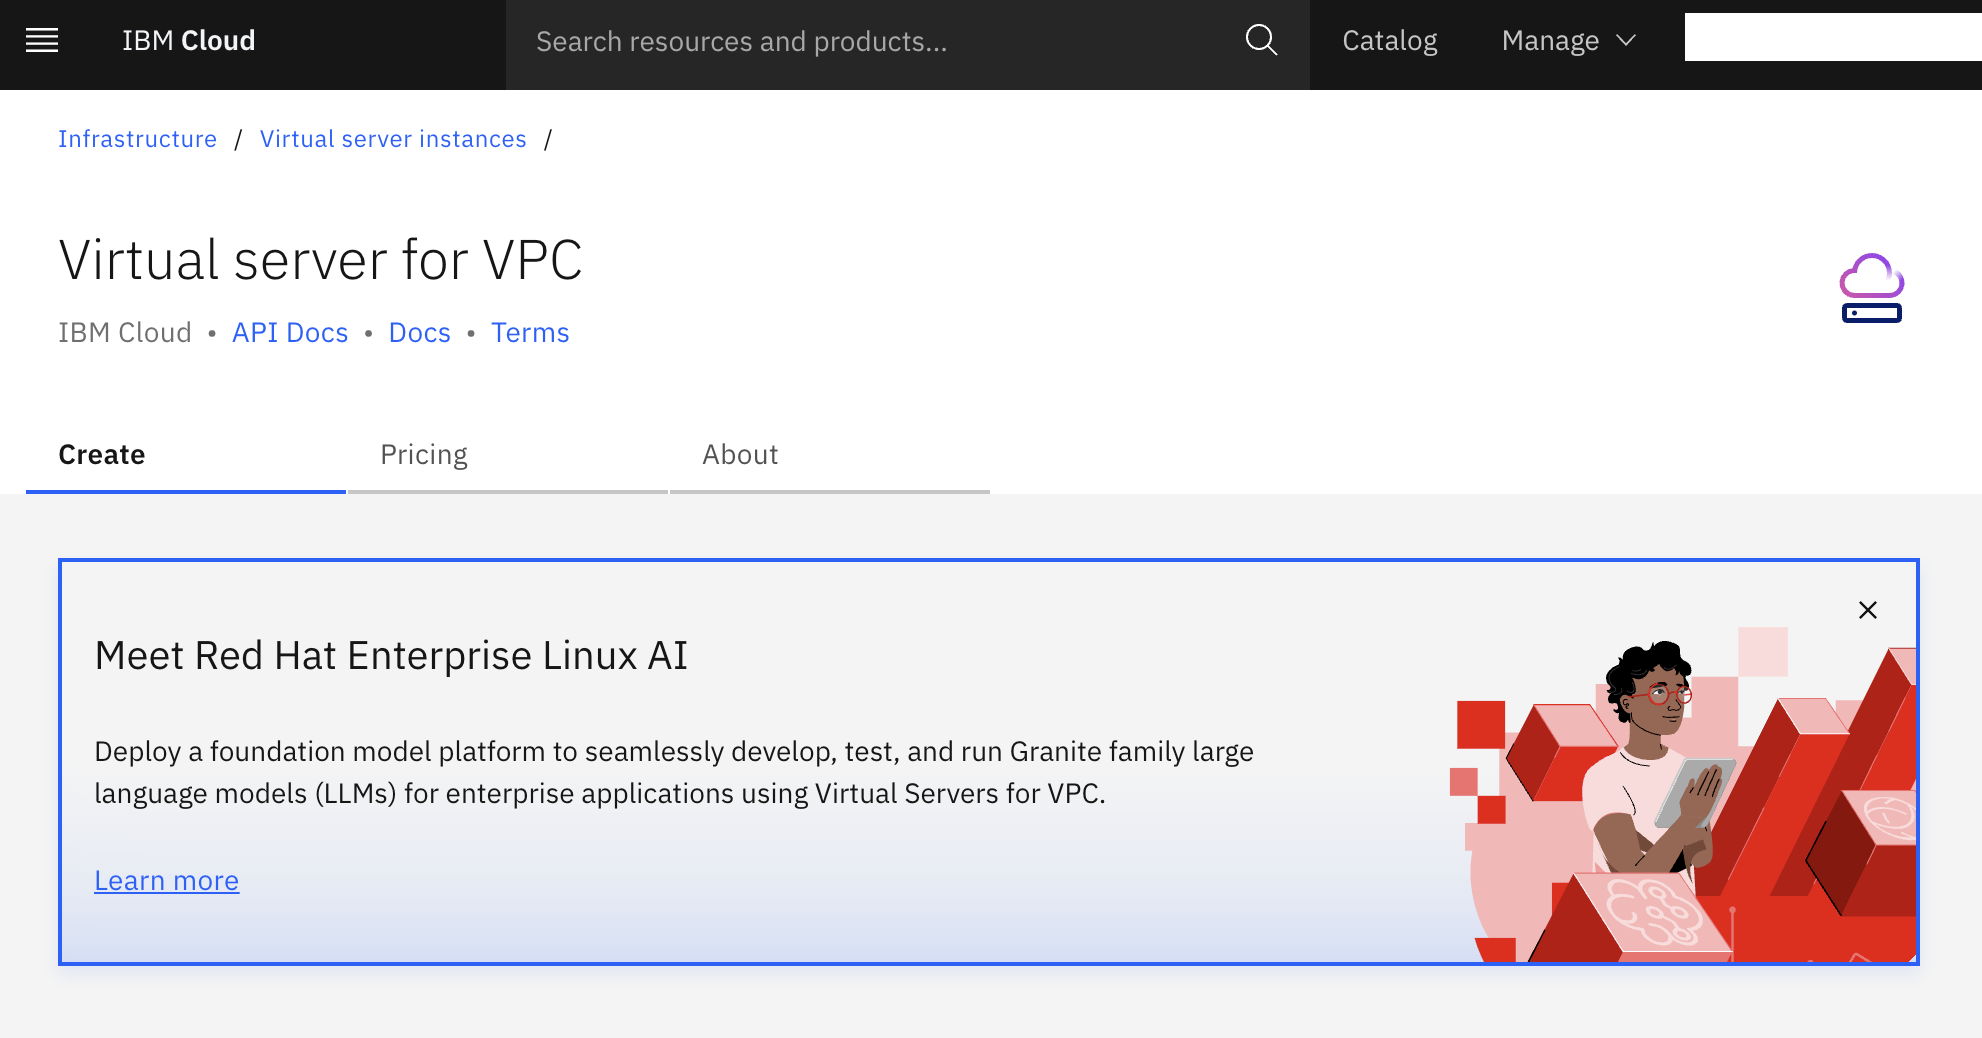 IBM Cloud
Search resources and products...
Catalog
Manage
Infrastructure / Virtual server instances /
Virtual server for VPC
IBM Cloud • API Docs • Docs • Terms
Create
Pricing
About
Meet Red Hat Enterprise Linux AI
Deploy a foundation model platform to seamlessly develop, test, and run Granite family large
language models (LLMs) for enterprise applications using Virtual Servers for VPC.
Learn more